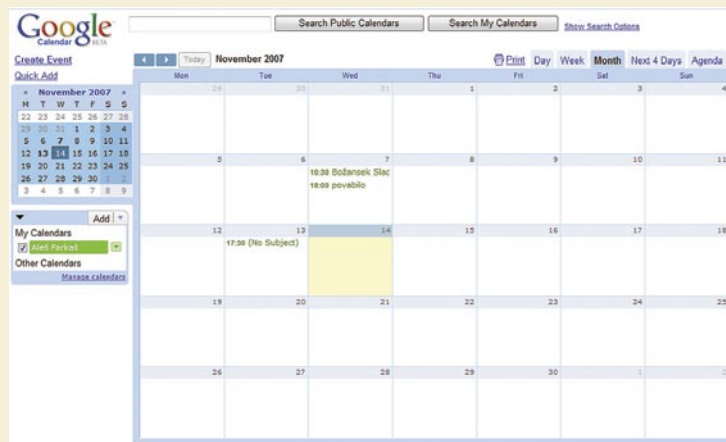 Google
Calendar BETA
Search Public Calendars Search My Calendars Show Search Options
Create Event
Quick Add
Today November 2007 Print Day Week Month Next 4 Days Agenda
« November 2007 »
M T W T F S S
22 23 24 25 26 27 28
29 30 31 1 2 3 4
5 6 7 8 9 10 11
12 13 14 15 16 17 18
19 20 21 22 23 24 25
26 27 28 29 30 1 2
3 4 5 6 7 8 9
Add
My Calendars
Aleš Farkaš
Other Calendars
Manage calendars
Mon Tue Wed Thu Fri Sat Sun
29 30 31 1 2 3 4
5 6 7 8 9 10 11
10:30 Božansek Slac
18:00 povabilo
12 13 14 15 16 17 18
17:30 (No Subject)
19 20 21 22 23 24 25
26 27 28 29 30 1 2